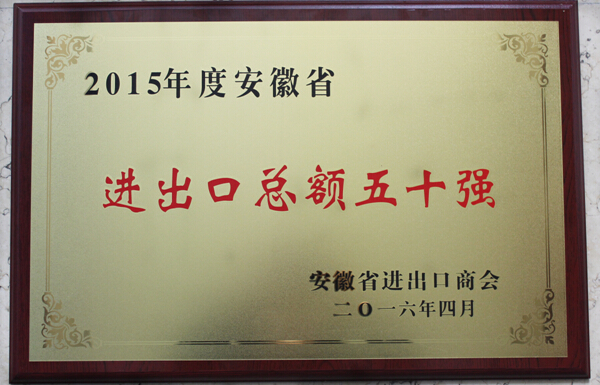 2015年度安徽省
进出口总额五十强
安徽省进出口商会
二〇一六年四月